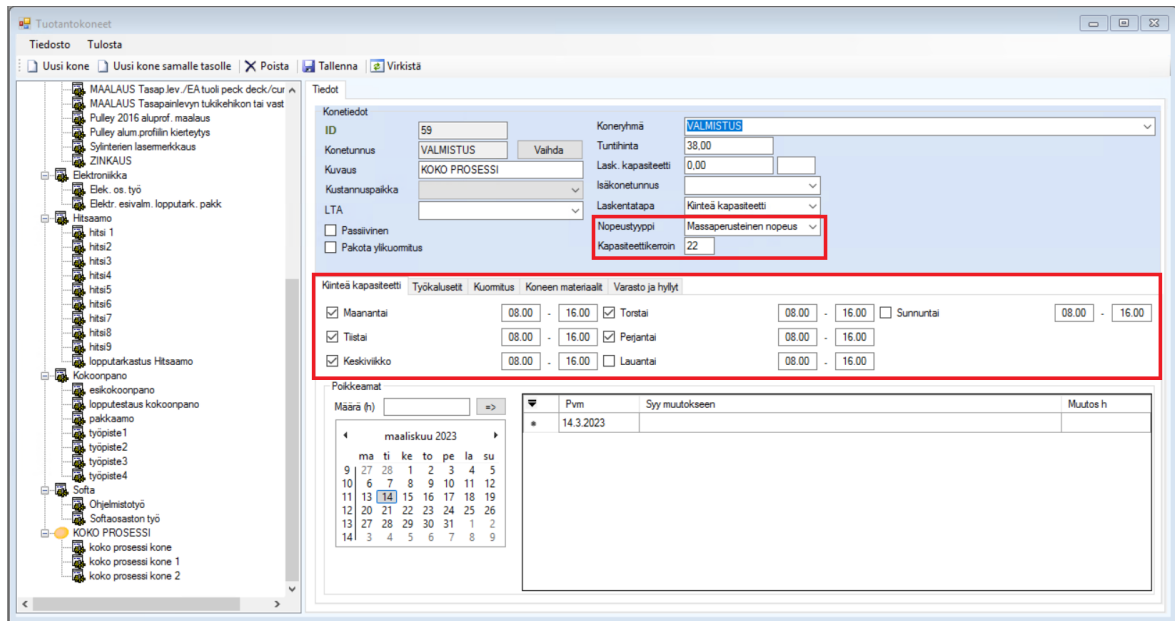 Tuotantokoneet
Tiedosto Tulosta
Uusi kone Uusi kone samalle tasolle Poista Tallenna Virkistä
MAALAUS Tasap.lev./EA tuoli peck deck/cur
MAALAUS Tasapainlevyn tukikehikon tai vast
Pulley 2016 aluprof. maalaus
Pulley alum.profiilin kierteytys
Sylinterien lasermerkkaus
ZINKAUS
Elektroniikka
Elek. os. työ
Elektr. esivalm. lopputark. pakk
Hitsaamo
hitsi 1
hitsi2
hitsi3
hitsi4
hitsi5
hitsi6
hitsi7
hitsi8
hitsi9
lopputarkastus Hitsaamo
Kokoonpano
esikokoonpano
lopputestaus kokoonpano
pakkaamo
työpiste1
työpiste2
työpiste3
työpiste4
Softa
Ohjelmistotyö
Softaosaston työ
KOKO PROSESSI
koko prosessi kone
koko prosessi kone 1
koko prosessi kone 2
Tiedot
Konetiedot
ID 59
Konetunnus VALMISTUS Vaihda
Kuvaus KOKO PROSESSI
Kustannuspaikka
LTA
Passiivinen
Pakota ylikuormitus
Koneryhmä VALMISTUS
Tuntihinta 38,00
Lask. kapasiteetti 0,00
Isäkonetunnus
Laskentatapa Kiinteä kapasiteetti
Nopeustyyppi Massaperusteinen nopeus
Kapasiteettikerroin 22
Kiinteä kapasiteetti Työkalusetit Kuormitus Koneen materiaalit Varasto ja hyllyt
Maanantai 08.00 - 16.00 Torstai 08.00 - 16.00 Sunnuntai 08.00 - 16.00
Tiistai 08.00 - 16.00 Perjantai 08.00 - 16.00
Keskiviikko 08.00 - 16.00 Lauantai 08.00 - 16.00
Poikkeamat
Määrä (h) =>
maaliskuu 2023
ma ti ke to pe la su
9 27 28 1 2 3 4 5
10 6 7 8 9 10 11 12
11 13 14 15 16 17 18 19
12 20 21 22 23 24 25 26
13 27 28 29 30 31 1 2
14 3 4 5 6 7 8 9
Pvm Syy muutokseen Muutos h
14.3.2023